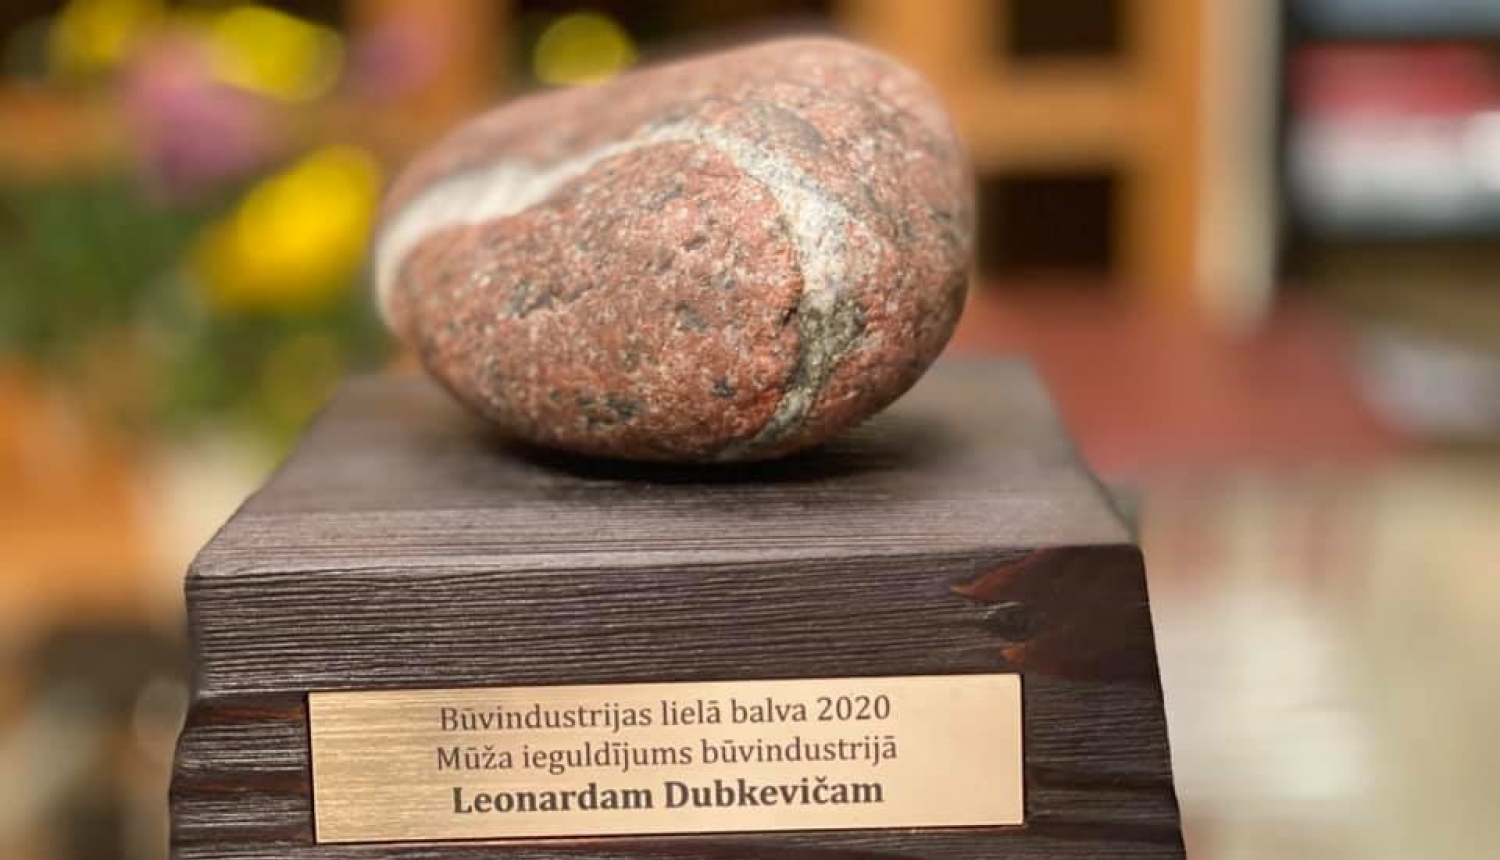 Būvindustrijas lielā balva 2020
Mūža ieguldījums būvindustrijā
Leonardam Dubkevičam